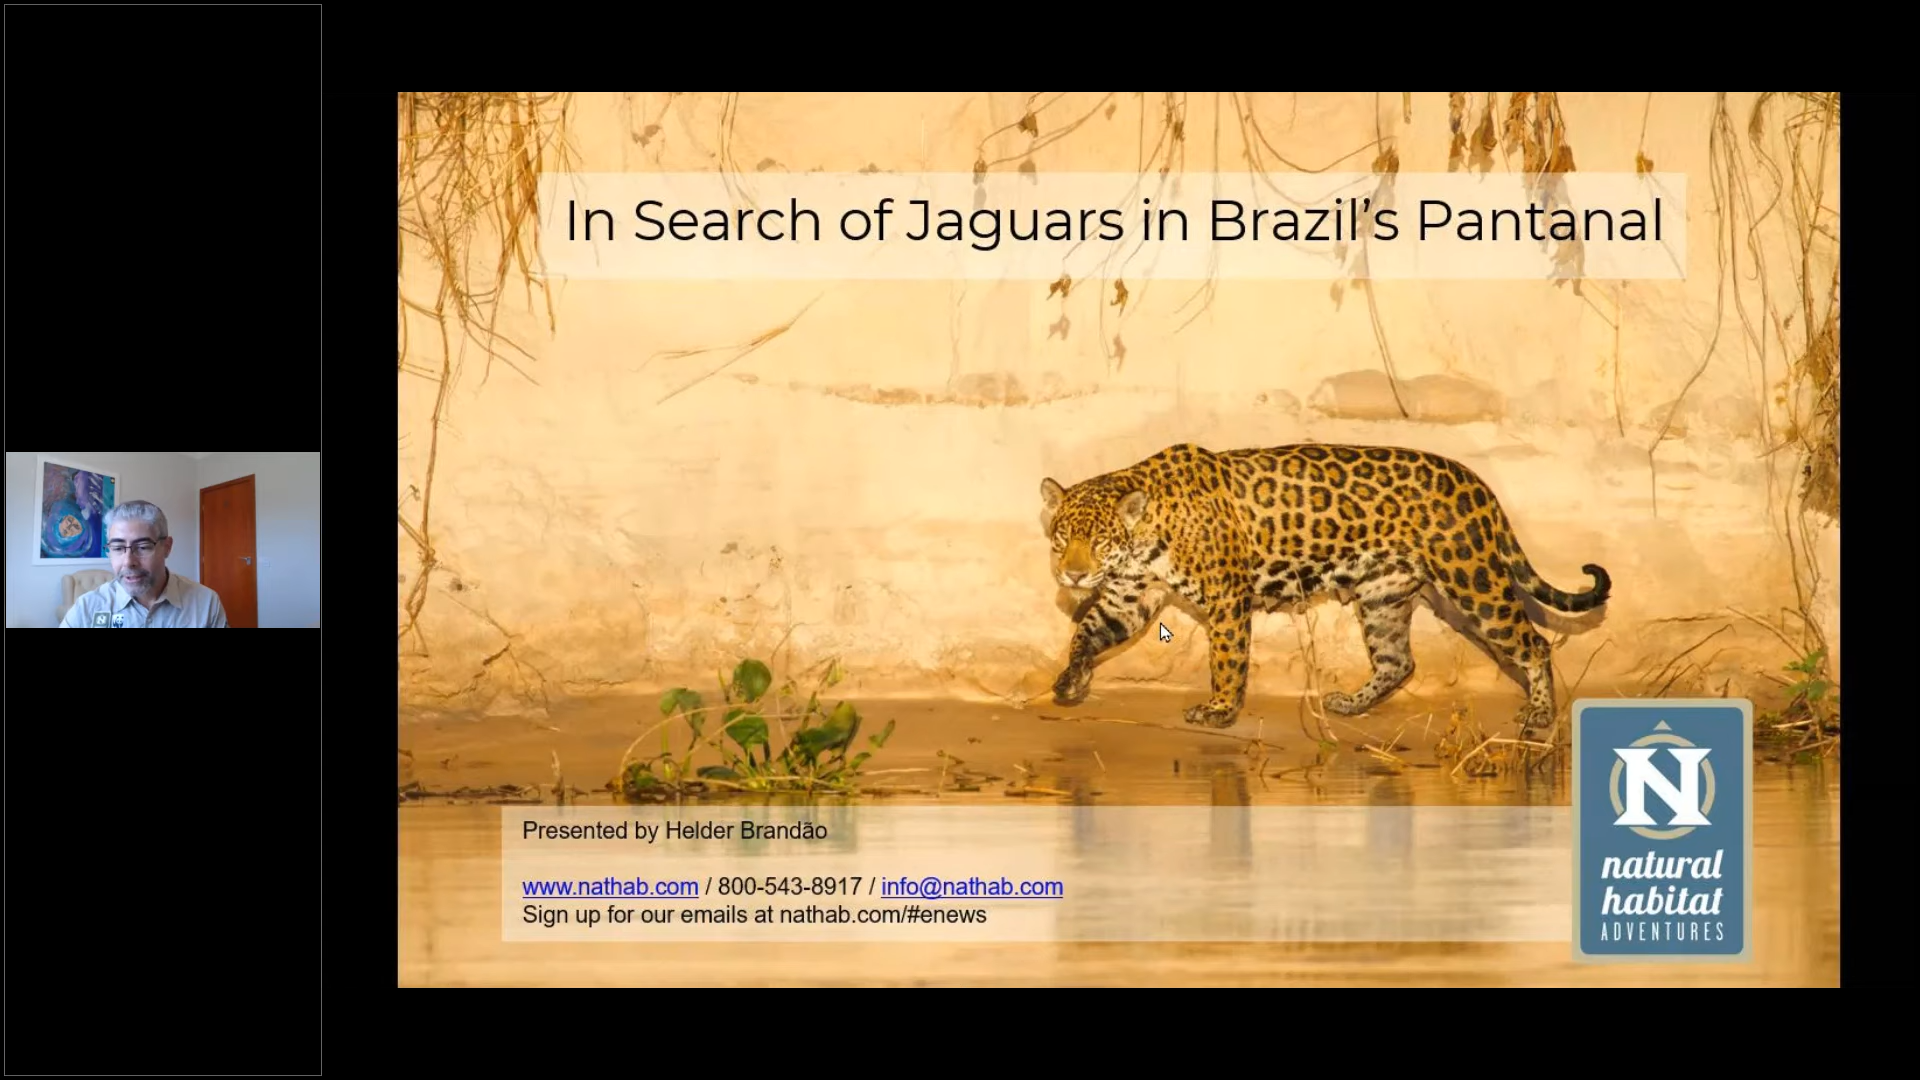 In Search of Jaguars in Brazil’s Pantanal
Presented by Helder Brandão
www.nathab.com / 800-543-8917 / info@nathab.com
Sign up for our emails at nathab.com/#enews
N
natural
habitat
ADVENTURES